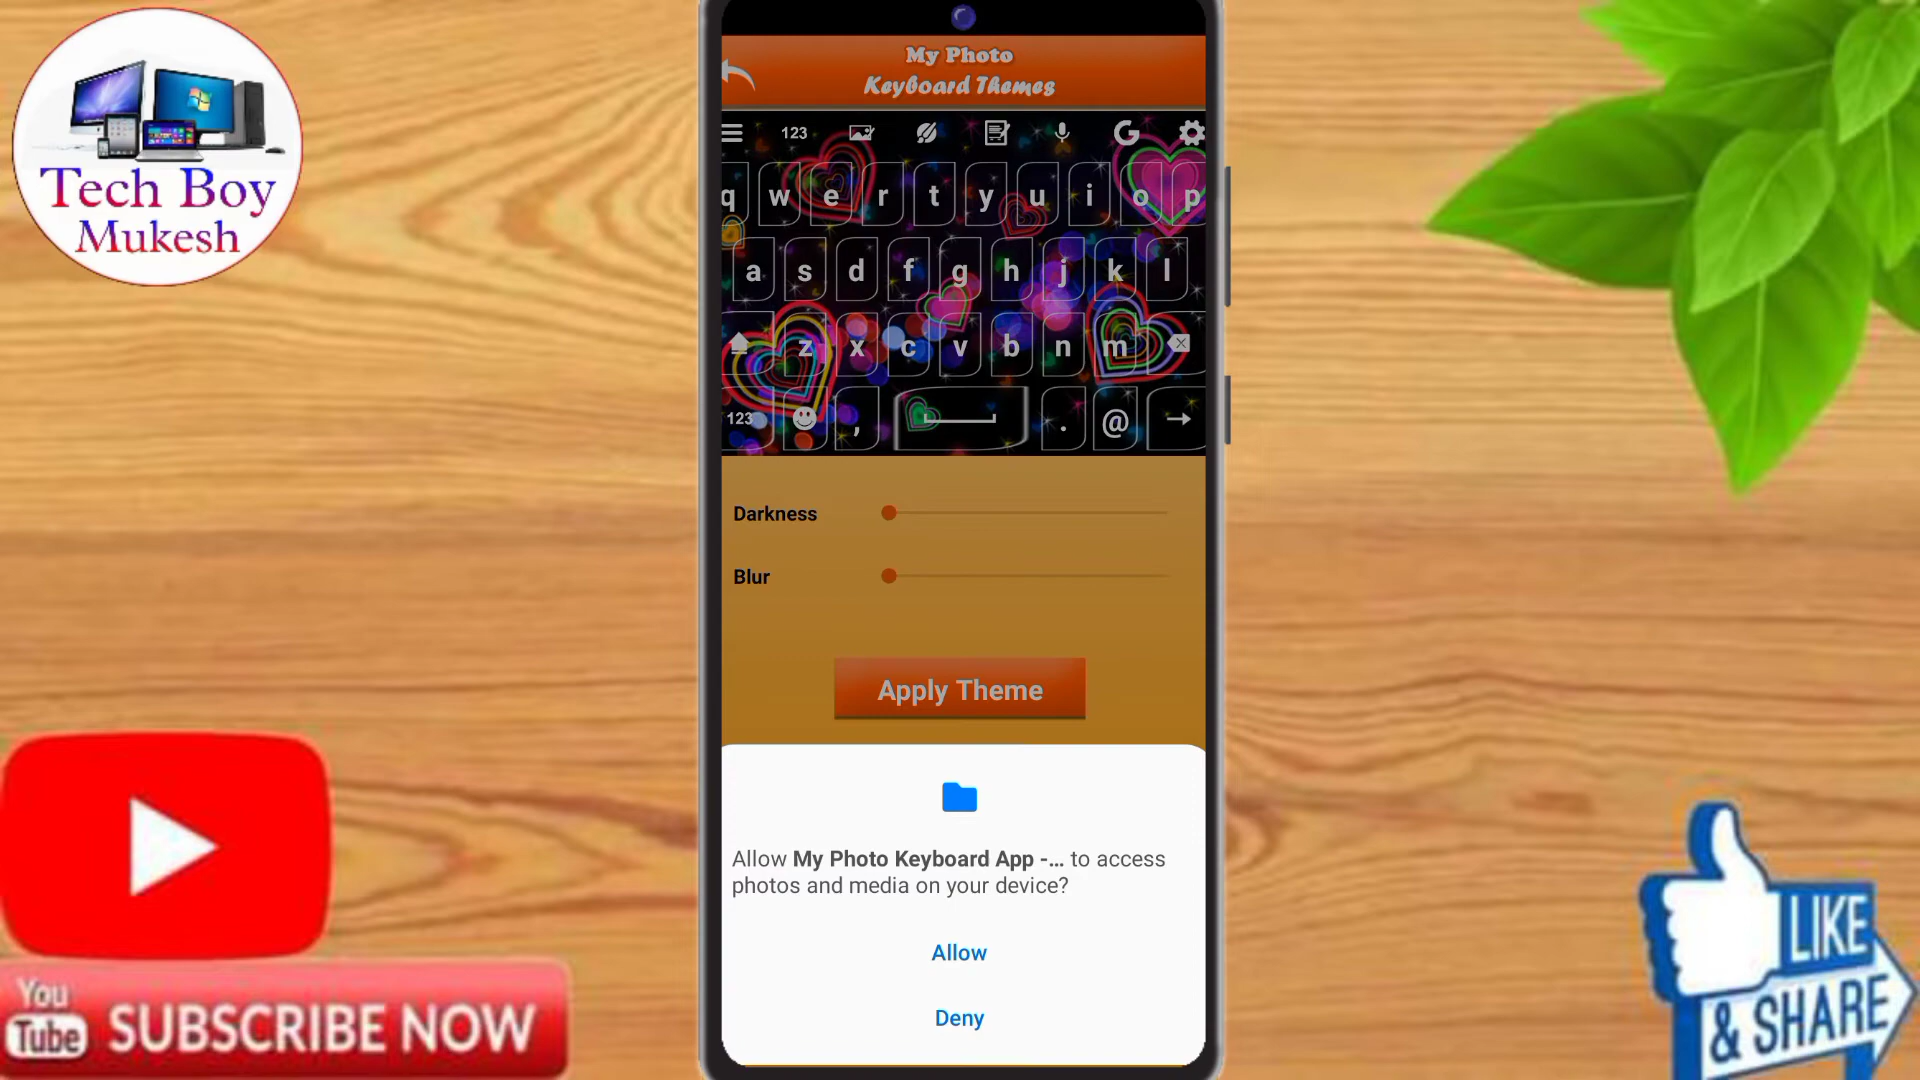 Tech Boy
Mukesh
My Photo
Keyboard Themes
123
G
q w e r t y u i o p
a s d f g h j k l
z x c v b n m
123 , . @
Darkness
Blur
Apply Theme
Allow My Photo Keyboard App -... to access
photos and media on your device?
Allow
Deny
You
Tube
SUBSCRIBE NOW
LIKE
& SHARE